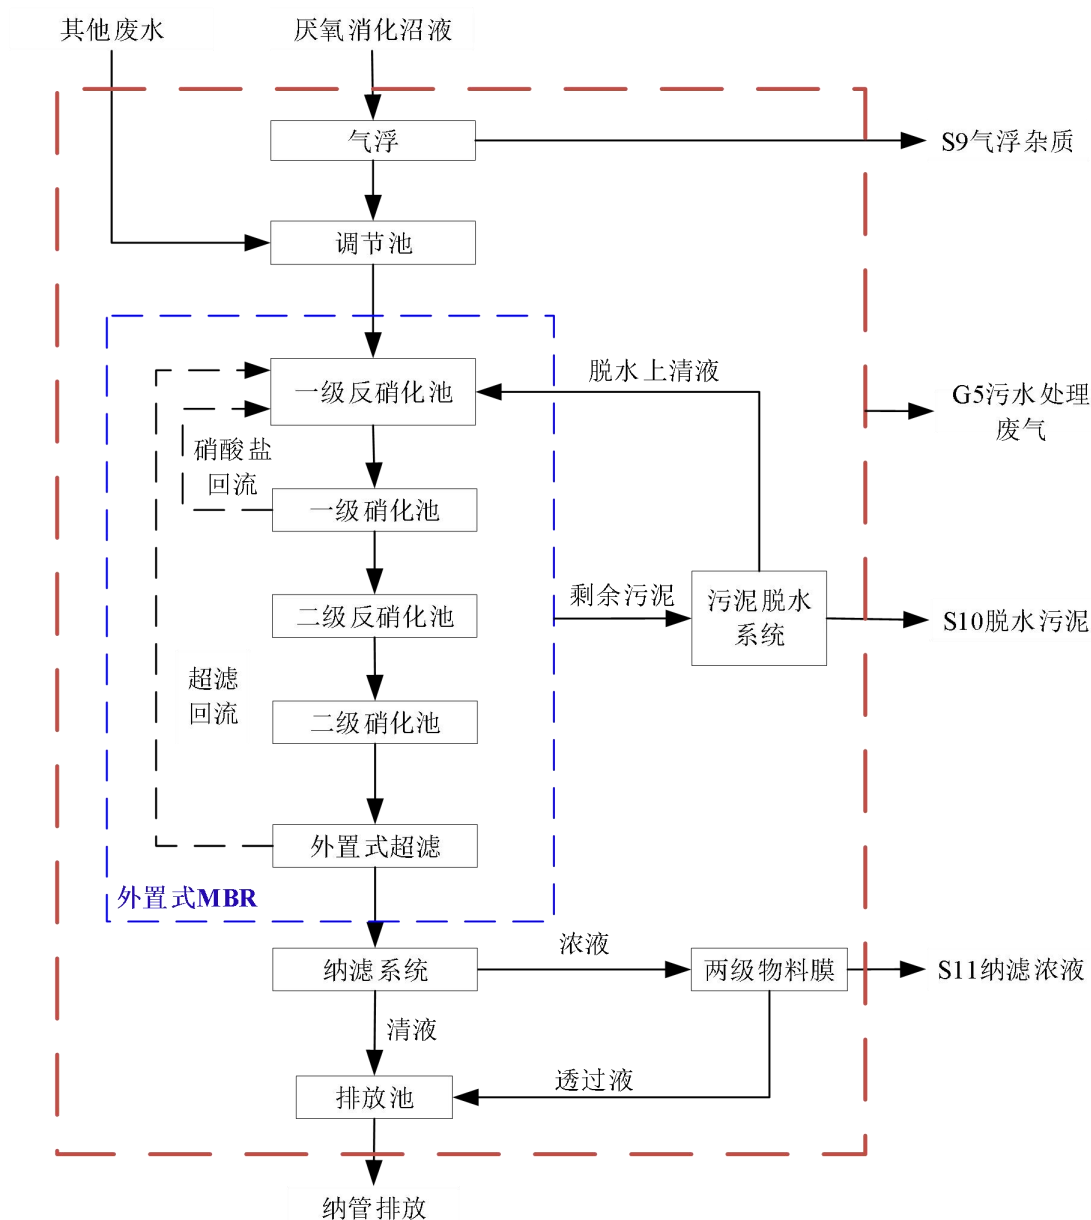 其他废水
厌氧消化沼液
气浮
S9气浮杂质
调节池
一级反硝化池
脱水上清液
G5污水处理
废气
硝酸盐
回流
一级硝化池
剩余污泥
污泥脱水
系统
S10脱水污泥
二级反硝化池
超滤
回流
二级硝化池
外置式超滤
外置式MBR
浓液
纳滤系统
两级物料膜
S11纳滤浓液
清液
透过液
排放池
纳管排放